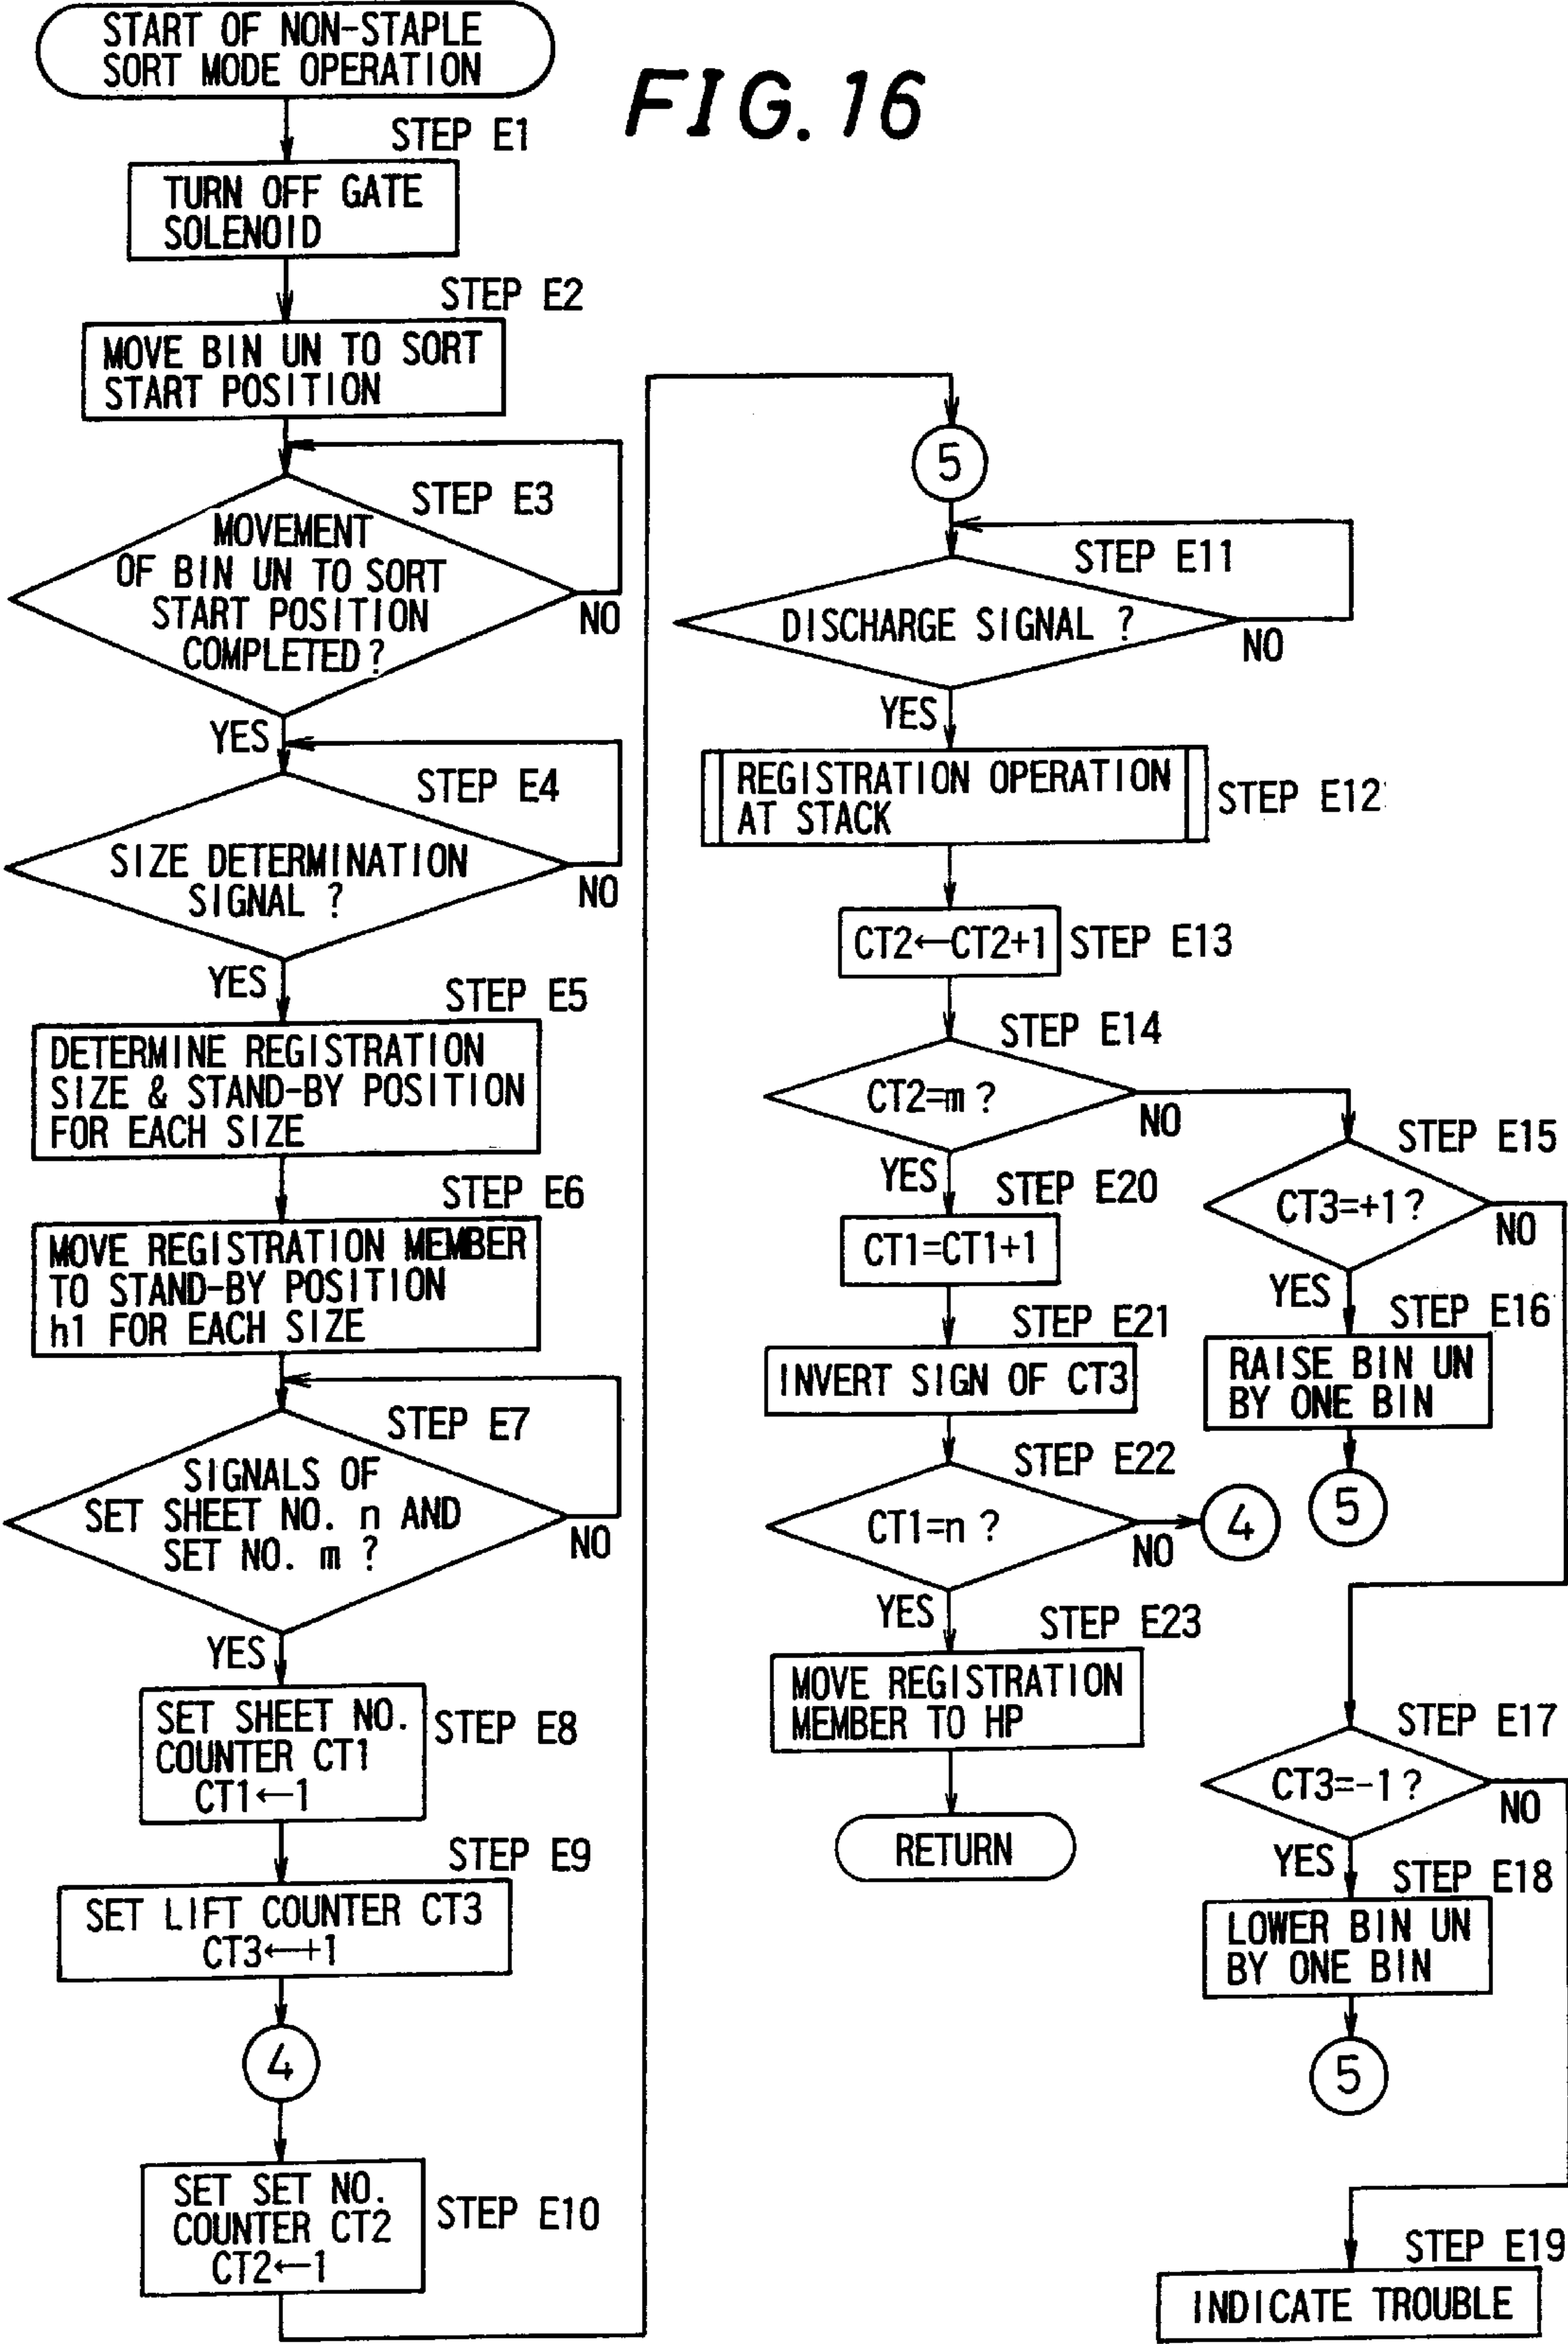 START OF NON-STAPLE
SORT MODE OPERATION
FIG. 16
STEP E1
TURN OFF GATE
SOLENOID
STEP E2
MOVE BIN UN TO SORT
START POSITION
STEP E3
MOVEMENT
OF BIN UN TO SORT
START POSITION
COMPLETED?
NO
YES
STEP E4
SIZE DETERMINATION
SIGNAL ?
NO
YES
STEP E5
DETERMINE REGISTRATION
SIZE & STAND-BY POSITION
FOR EACH SIZE
STEP E6
MOVE REGISTRATION MEMBER
TO STAND-BY POSITION
h1 FOR EACH SIZE
STEP E7
SIGNALS OF
SET SHEET NO. n AND
SET NO. m ?
NO
YES
SET SHEET NO.
COUNTER CT1
CT1←1
STEP E8
STEP E9
SET LIFT COUNTER CT3
CT3←+1
4
SET SET NO.
COUNTER CT2
CT2←1
STEP E10
5
STEP E11
DISCHARGE SIGNAL ?
NO
YES
REGISTRATION OPERATION
AT STACK
STEP E12
CT2←CT2+1
STEP E13
STEP E14
CT2=m ?
NO
YES
STEP E15
CT3=+1 ?
NO
YES
STEP E16
RAISE BIN UN
BY ONE BIN
5
STEP E17
CT3=-1 ?
NO
YES
STEP E18
LOWER BIN UN
BY ONE BIN
5
STEP E19
INDICATE TROUBLE
STEP E20
CT1=CT1+1
STEP E21
INVERT SIGN OF CT3
STEP E22
CT1=n ?
NO
4
YES
STEP E23
MOVE REGISTRATION
MEMBER TO HP
RETURN